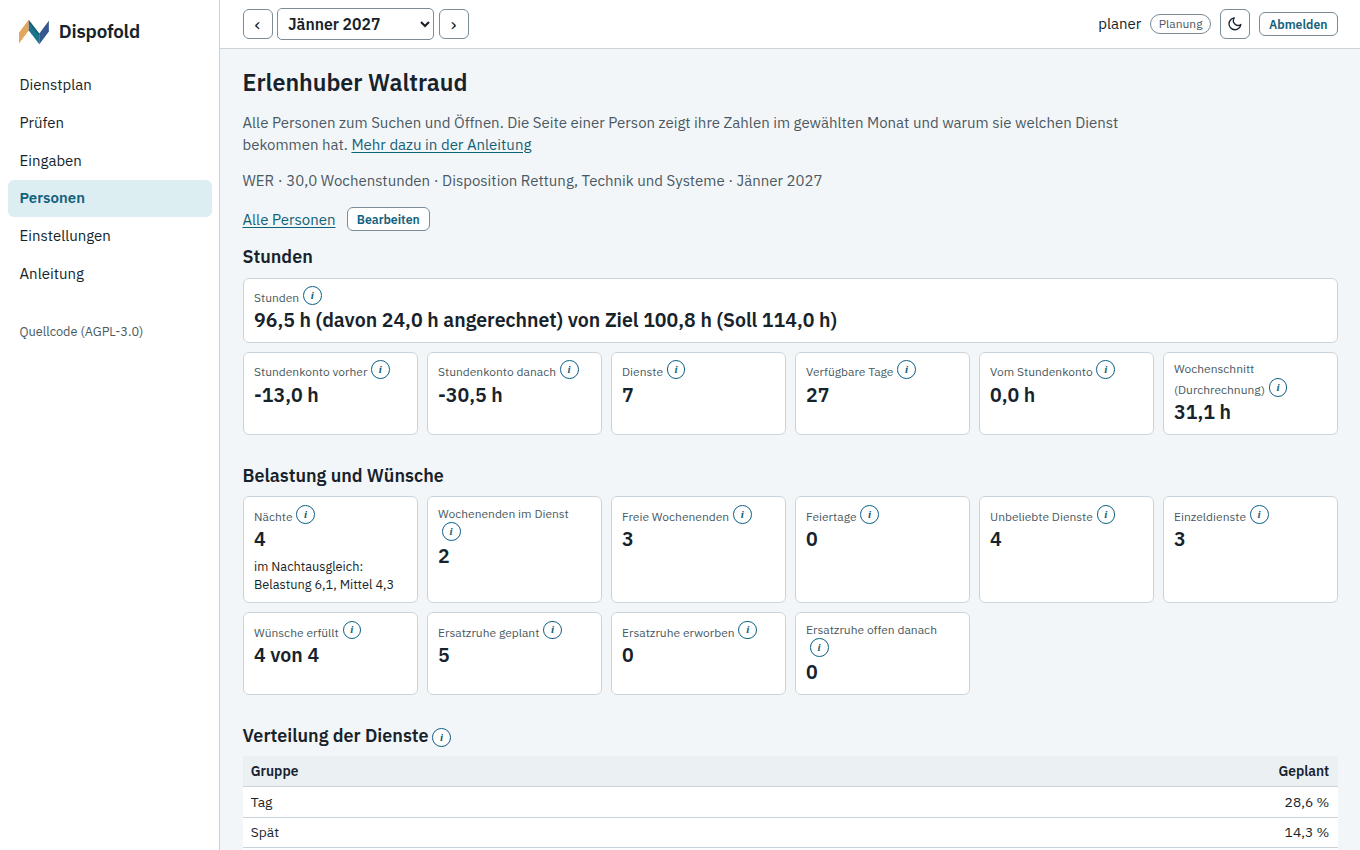 Dispofold
‹ Jänner 2027 ›
planer Planung Abmelden
Dienstplan
Prüfen
Eingaben
Personen
Einstellungen
Anleitung
Quellcode (AGPL-3.0)
Erlenhuber Waltraud
Alle Personen zum Suchen und Öffnen. Die Seite einer Person zeigt ihre Zahlen im gewählten Monat und warum sie welchen Dienst
bekommen hat. Mehr dazu in der Anleitung
WER · 30,0 Wochenstunden · Disposition Rettung, Technik und Systeme · Jänner 2027
Alle Personen Bearbeiten
Stunden
Stunden i
96,5 h (davon 24,0 h angerechnet) von Ziel 100,8 h (Soll 114,0 h)
Stundenkonto vorher i
-13,0 h
Stundenkonto danach i
-30,5 h
Dienste i
7
Verfügbare Tage i
27
Vom Stundenkonto i
0,0 h
Wochenschnitt
(Durchrechnung) i
31,1 h
Belastung und Wünsche
Nächte i
4
im Nachtausgleich:
Belastung 6,1, Mittel 4,3
Wochenenden im Dienst
i
2
Freie Wochenenden i
3
Feiertage i
0
Unbeliebte Dienste i
4
Einzeldienste i
3
Wünsche erfüllt i
4 von 4
Ersatzruhe geplant i
5
Ersatzruhe erworben i
0
Ersatzruhe offen danach
i
0
Verteilung der Dienste i
Gruppe Geplant
Tag 28,6 %
Spät 14,3 %